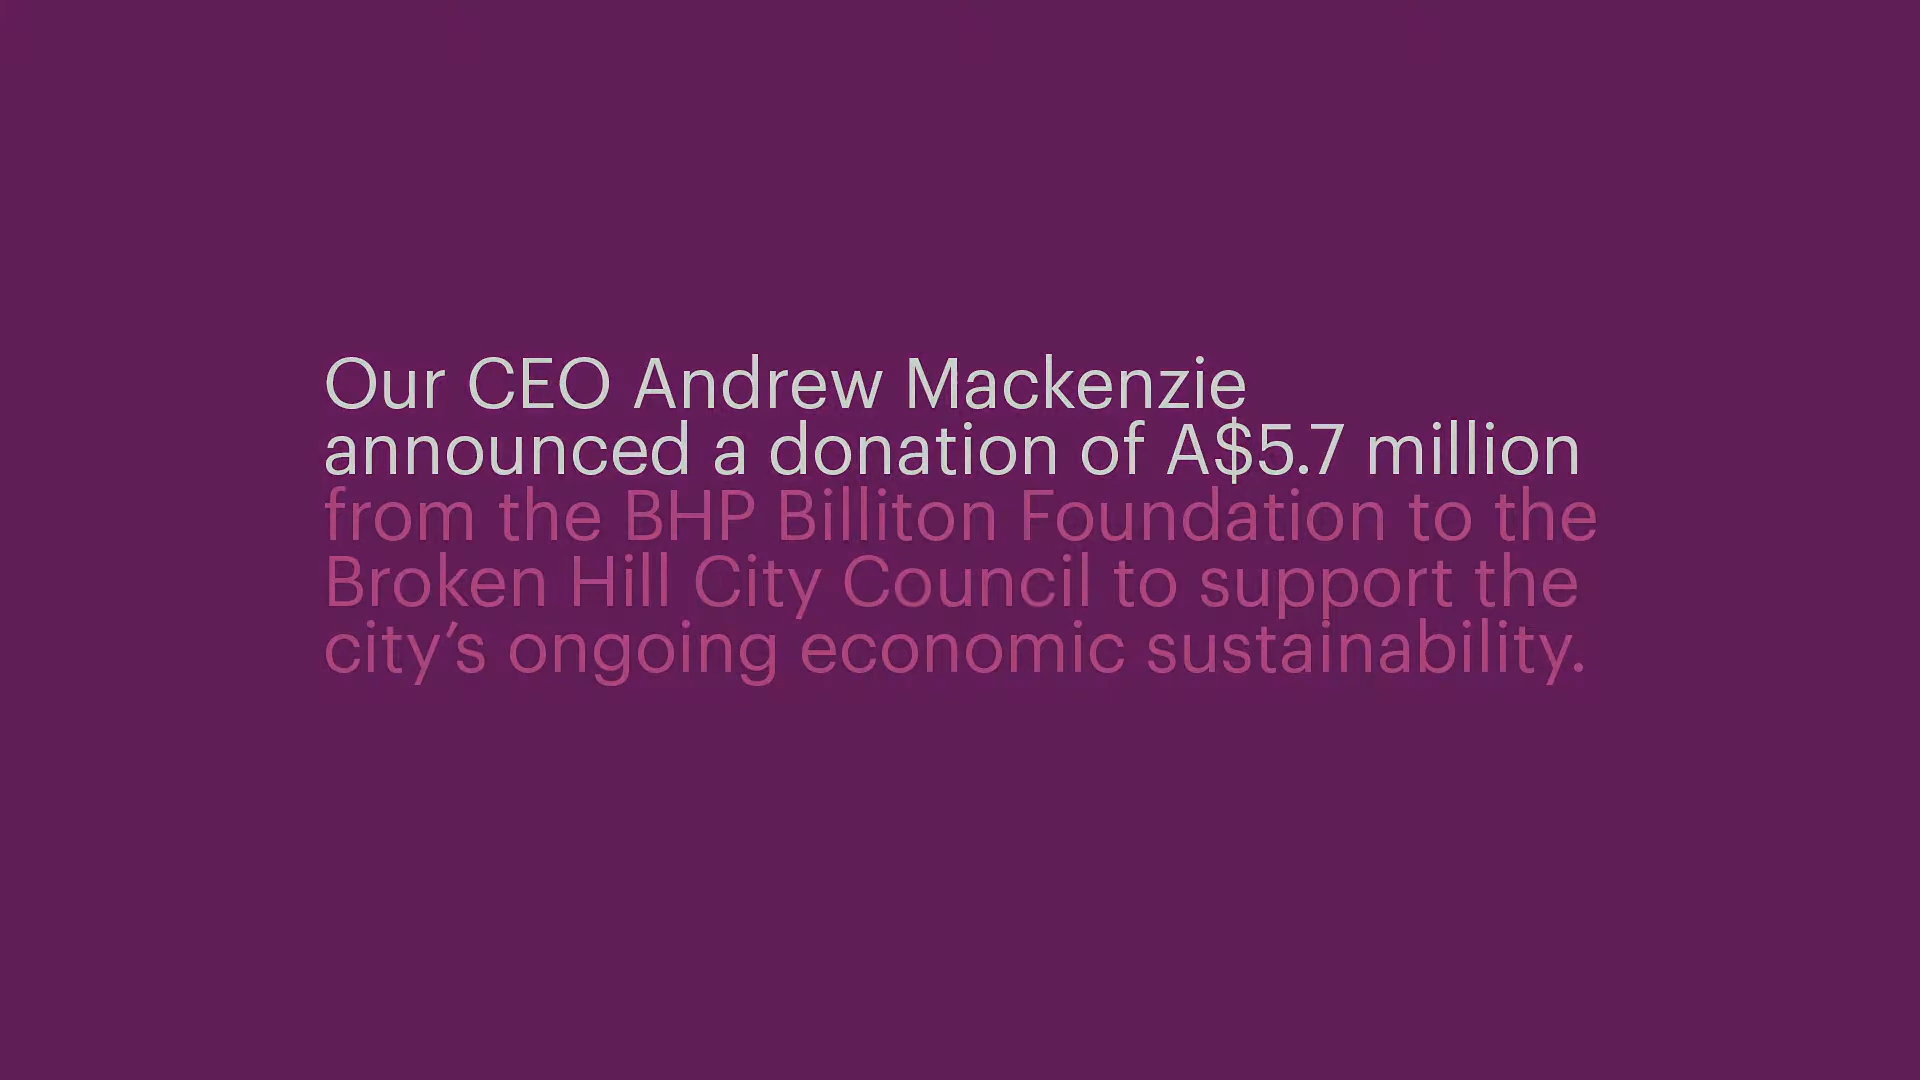 Our CEO Andrew Mackenzie
announced a donation of A$5.7 million
from the BHP Billiton Foundation to the
Broken Hill City Council to support the
city’s ongoing economic sustainability.